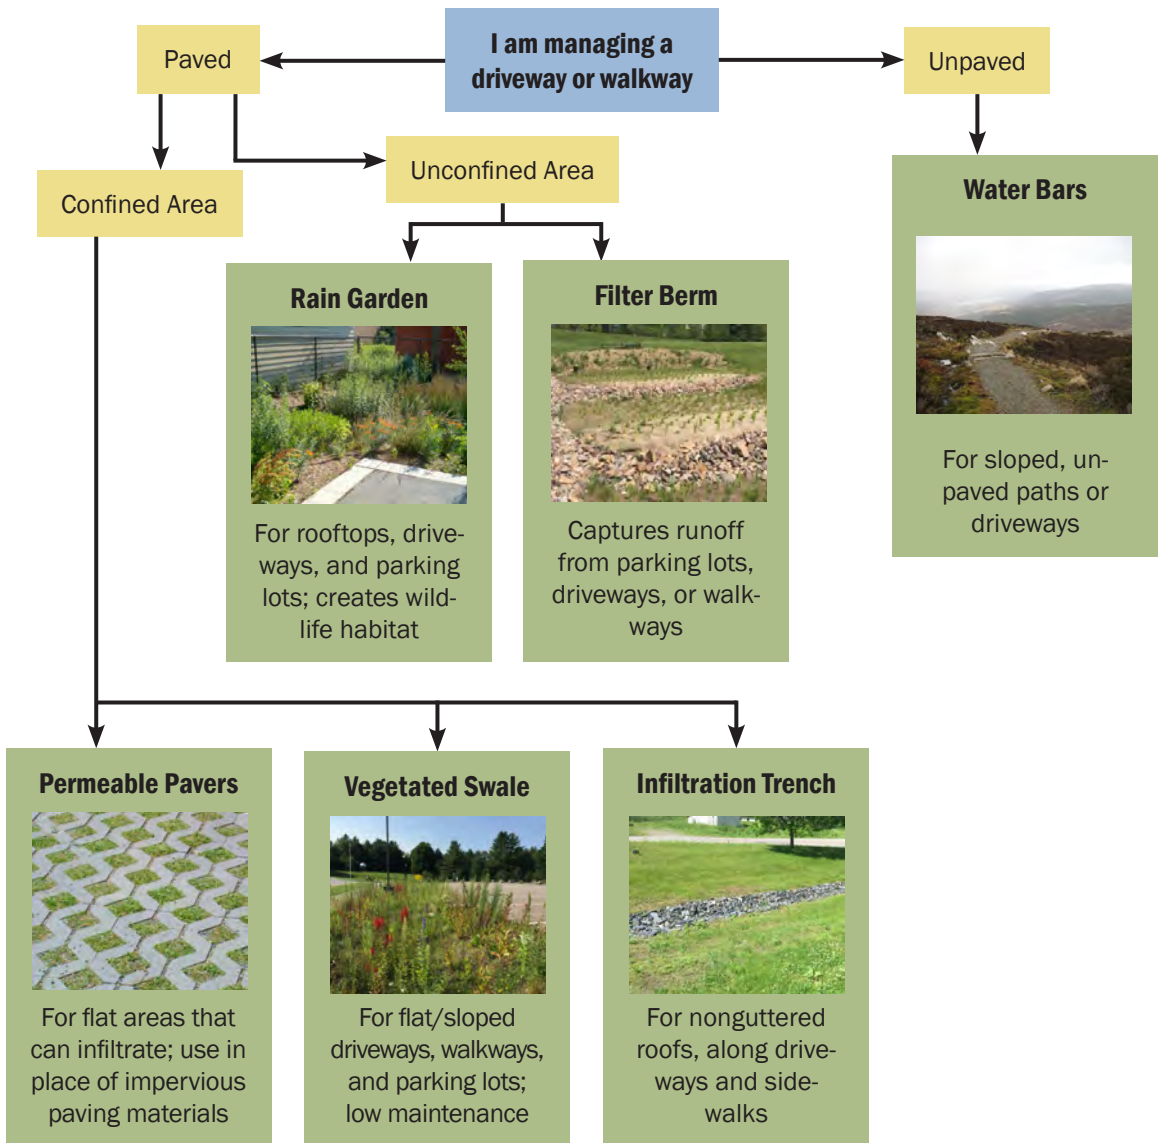 I am managing a
driveway or walkway
Paved
Unpaved
Confined Area
Unconfined Area
Water Bars
For sloped, un-
paved paths or
driveways
Rain Garden
For rooftops, drive-
ways, and parking
lots; creates wild-
life habitat
Filter Berm
Captures runoff
from parking lots,
driveways, or walk-
ways
Permeable Pavers
For flat areas that
can infiltrate; use in
place of impervious
paving materials
Vegetated Swale
For flat/sloped
driveways, walkways,
and parking lots;
low maintenance
Infiltration Trench
For nonguttered
roofs, along drive-
ways and side-
walks